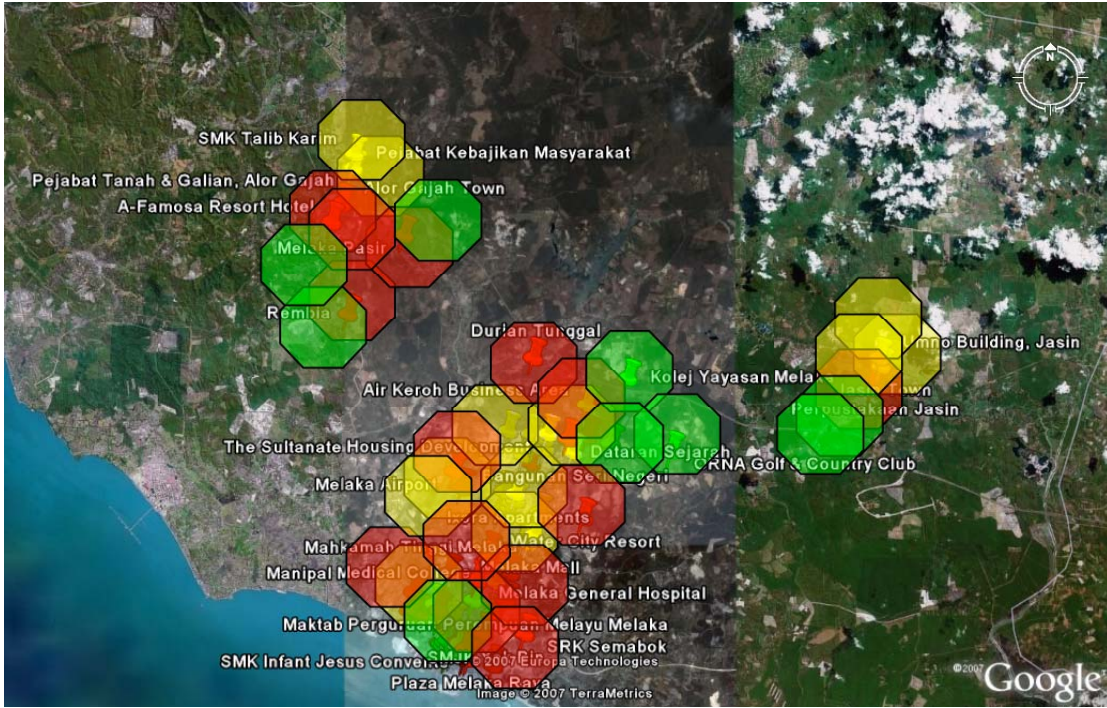 N
SMK Talib Karim
Pejabat Kebajikan Masyarakat
Pejabat Tanah & Galian, Alor Gajah
Alor Gajah Town
A-Famosa Resort Hotel
Melaka Pasir
Rembia
Durian Tunggal
Umno Building, Jasin
Air Keroh Business Area
Kolej Yayasan Melaka
Jasin Town
Perpustakaan Jasin
The Sultanate Housing Development
Dataran Sejarah
ORNA Golf & Country Club
Melaka Airport
Bangunan Seri Negeri
Ixora Apartments
Mahkamah Tinggi Melaka
Water City Resort
Manipal Medical College
Melaka Mall
Melaka General Hospital
Maktab Perguruan Perempuan Melayu Melaka
SRK Semabok
SMK Infant Jesus Convent
© 2007 Europa Technologies
Plaza Melaka Raya
Image © 2007 TerraMetrics
©2007 Google